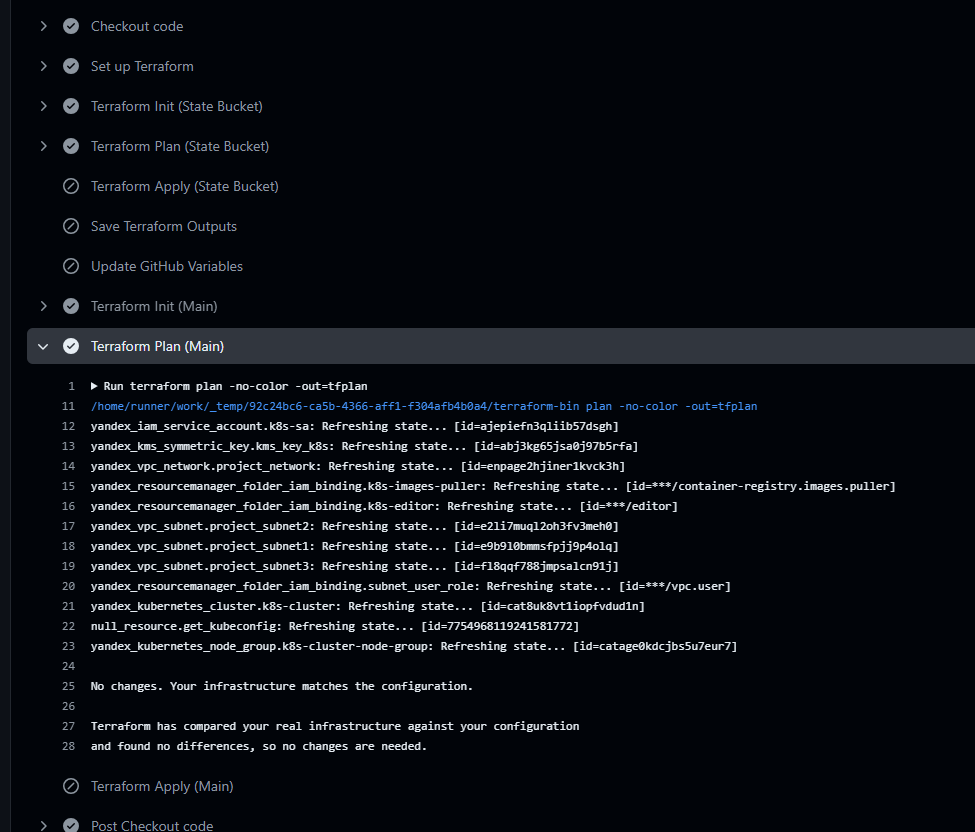 Checkout code
Set up Terraform
Terraform Init (State Bucket)
Terraform Plan (State Bucket)
Terraform Apply (State Bucket)
Save Terraform Outputs
Update GitHub Variables
Terraform Init (Main)
Terraform Plan (Main)
1 ▶ Run terraform plan -no-color -out=tfplan
11 /home/runner/work/_temp/92c24bc6-ca5b-4366-aff1-f304afb4b0a4/terraform-bin plan -no-color -out=tfplan
12 yandex_iam_service_account.k8s-sa: Refreshing state... [id=ajepiefn3qliib57dsgh]
13 yandex_kms_symmetric_key.kms_key_k8s: Refreshing state... [id=abj3kg65jsa0j97b5rfa]
14 yandex_vpc_network.project_network: Refreshing state... [id=enpage2hjiner1kvck3h]
15 yandex_resourcemanager_folder_iam_binding.k8s-images-puller: Refreshing state... [id=***/container-registry.images.puller]
16 yandex_resourcemanager_folder_iam_binding.k8s-editor: Refreshing state... [id=***/editor]
17 yandex_vpc_subnet.project_subnet2: Refreshing state... [id=e2li7muql2oh3fv3meh0]
18 yandex_vpc_subnet.project_subnet1: Refreshing state... [id=e9b9l0bmmsfpjj9p4olq]
19 yandex_vpc_subnet.project_subnet3: Refreshing state... [id=fl8qqf788jmpsalcn91j]
20 yandex_resourcemanager_folder_iam_binding.subnet_user_role: Refreshing state... [id=***/vpc.user]
21 yandex_kubernetes_cluster.k8s-cluster: Refreshing state... [id=cat8uk8vt1iopfvdud1n]
22 null_resource.get_kubeconfig: Refreshing state... [id=7754968119241581772]
23 yandex_kubernetes_node_group.k8s-cluster-node-group: Refreshing state... [id=catage0kdcjbs5u7eur7]
24
25 No changes. Your infrastructure matches the configuration.
26
27 Terraform has compared your real infrastructure against your configuration
28 and found no differences, so no changes are needed.
Terraform Apply (Main)
Post Checkout code